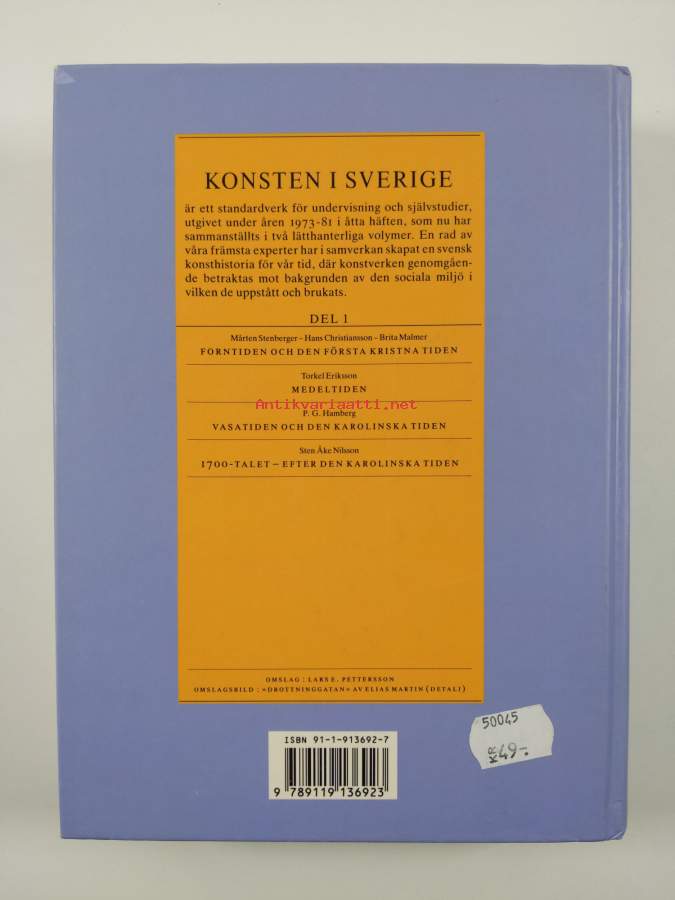 KONSTEN I SVERIGE
är ett standardverk för undervisning och självstudier,
utgivet under åren 1973-81 i åtta häften, som nu har
sammanställts i två lätthanterliga volymer. En rad av
våra främsta experter har i samverkan skapat en svensk
konsthistoria för vår tid, där konstverken genomgåen-
de betraktas mot bakgrunden av den sociala miljö i
vilken de uppstått och brukats.
DEL 1
Mårten Stenberger – Hans Christiansson – Brita Malmer
FORNTIDEN OCH DEN FÖRSTA KRISTNA TIDEN
Torkel Eriksson
MEDELTIDEN
Antikvariaatti.net
P. G. Hamberg
VASATIDEN OCH DEN KAROLINSKA TIDEN
Sten Åke Nilsson
1700-TALET – EFTER DEN KAROLINSKA TIDEN
OMSLAG : LARS E. PETTERSSON
OMSLAGSBILD : »DROTTNINGGATAN» AV ELIAS MARTIN (DETALJ)
ISBN 91-1-913692-7
9 789119 136923
50045
KR 49.-